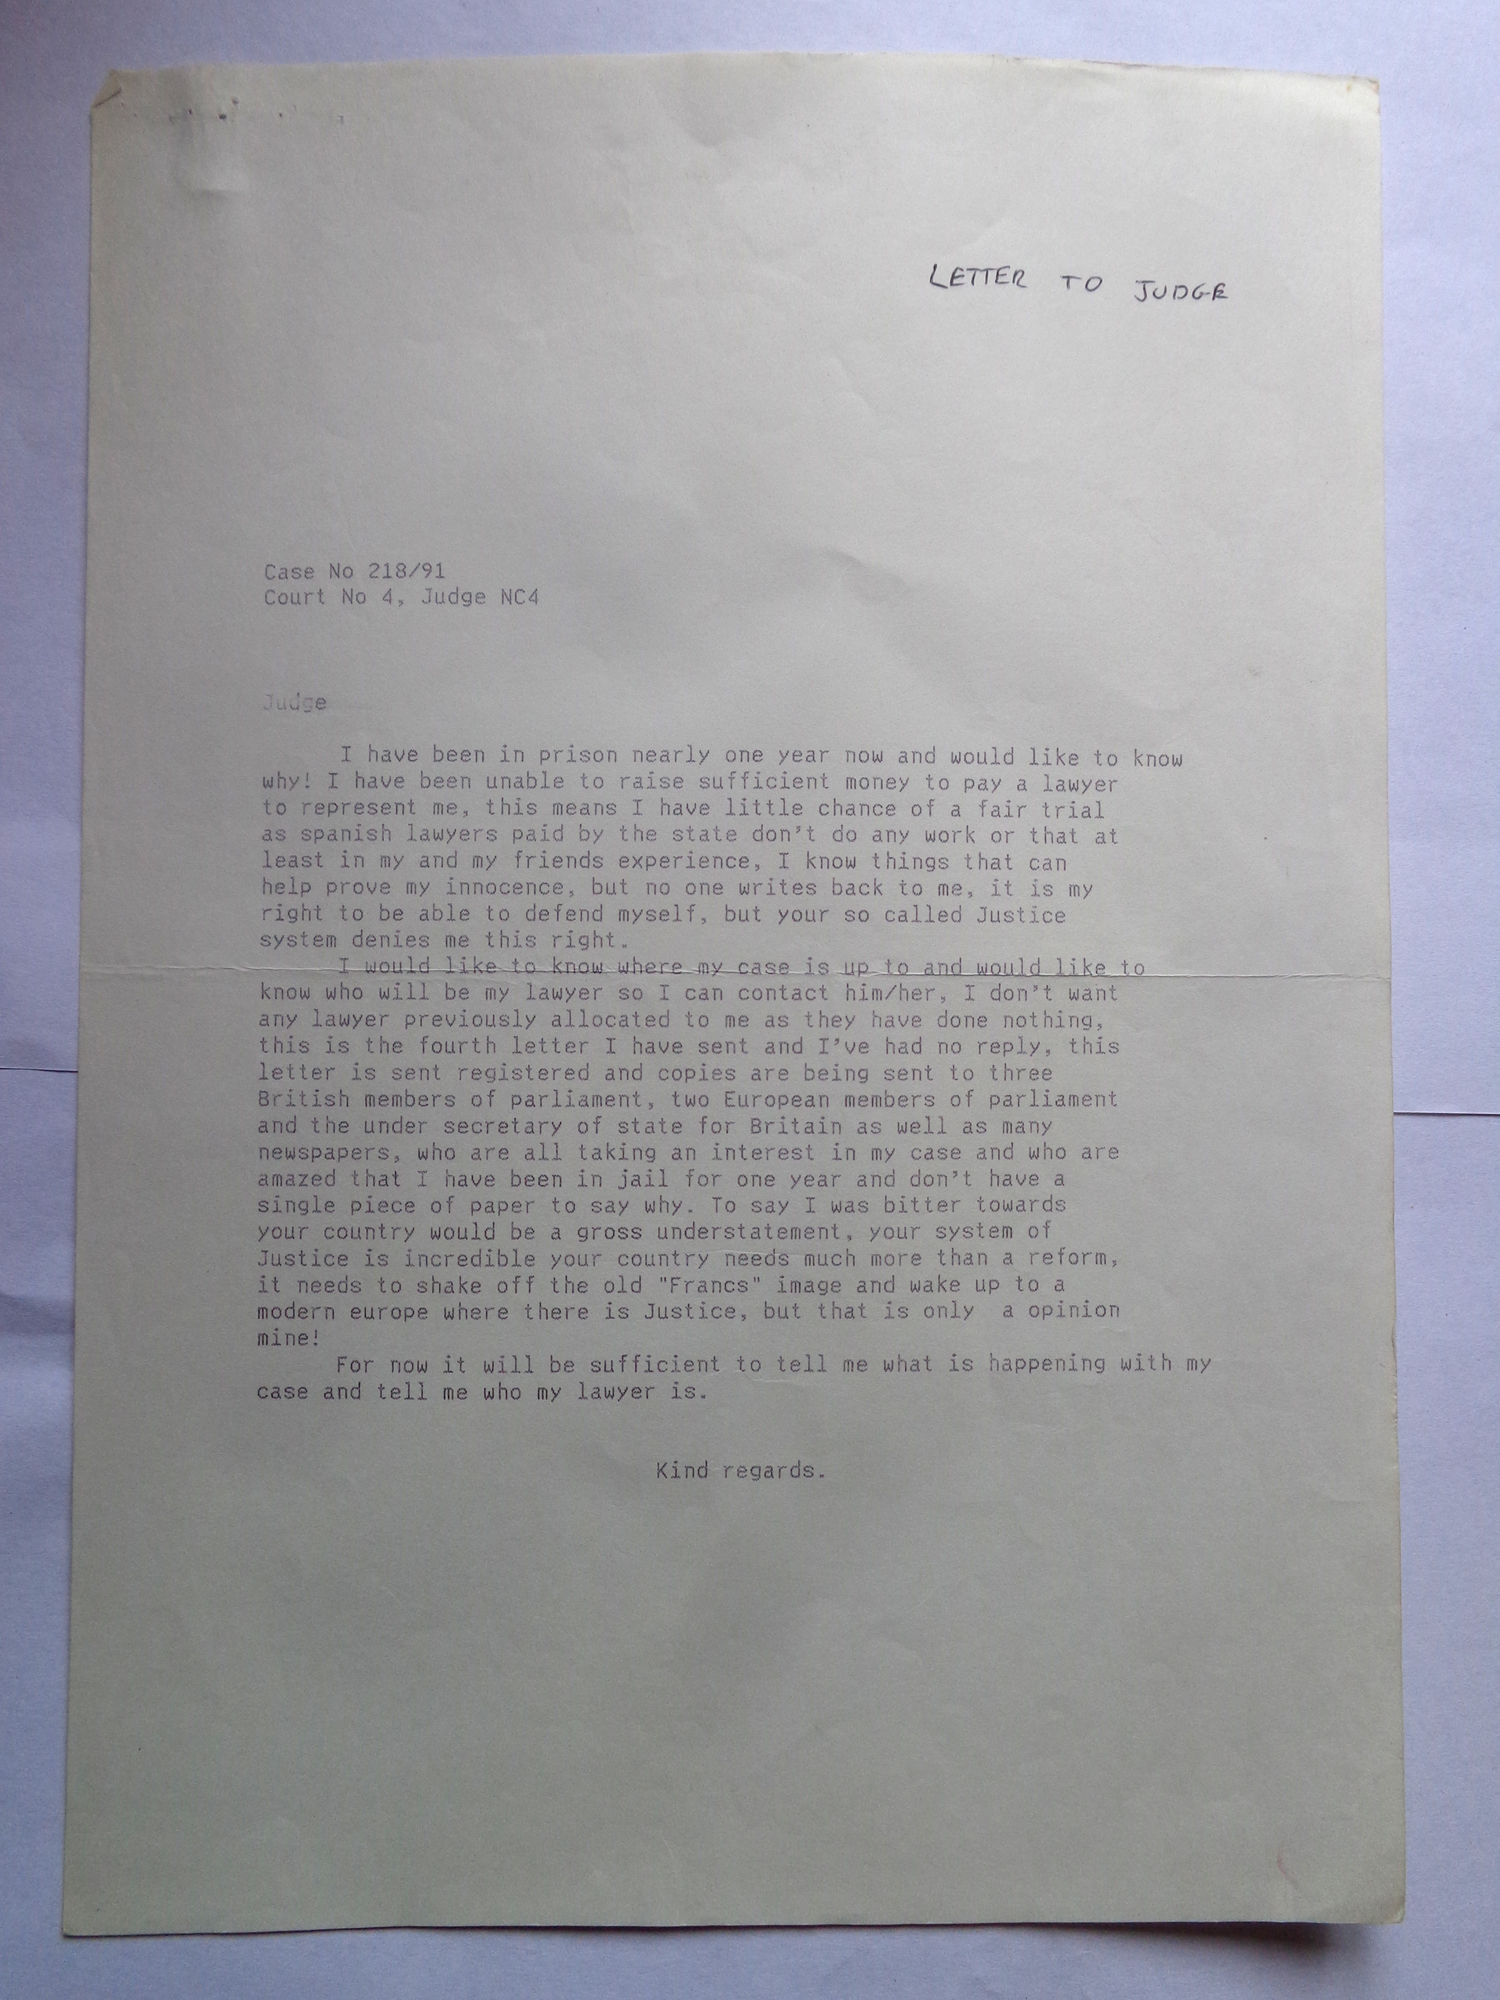 LETTER TO JUDGE
Case No 218/91
Court No 4, Judge NC4
Judge
I have been in prison nearly one year now and would like to know
why! I have been unable to raise sufficient money to pay a lawyer
to represent me, this means I have little chance of a fair trial
as spanish lawyers paid by the state don't do any work or that at
least in my and my friends experience, I know things that can
help prove my innocence, but no one writes back to me, it is my
right to be able to defend myself, but your so called Justice
system denies me this right.
I would like to know where my case is up to and would like to
know who will be my lawyer so I can contact him/her, I don't want
any lawyer previously allocated to me as they have done nothing,
this is the fourth letter I have sent and I've had no reply, this
letter is sent registered and copies are being sent to three
British members of parliament, two European members of parliament
and the under secretary of state for Britain as well as many
newspapers, who are all taking an interest in my case and who are
amazed that I have been in jail for one year and don't have a
single piece of paper to say why. To say I was bitter towards
your country would be a gross understatement, your system of
Justice is incredible your country needs much more than a reform,
it needs to shake off the old "Francs" image and wake up to a
modern europe where there is Justice, but that is only  a opinion
mine!
For now it will be sufficient to tell me what is happening with my
case and tell me who my lawyer is.
Kind regards.